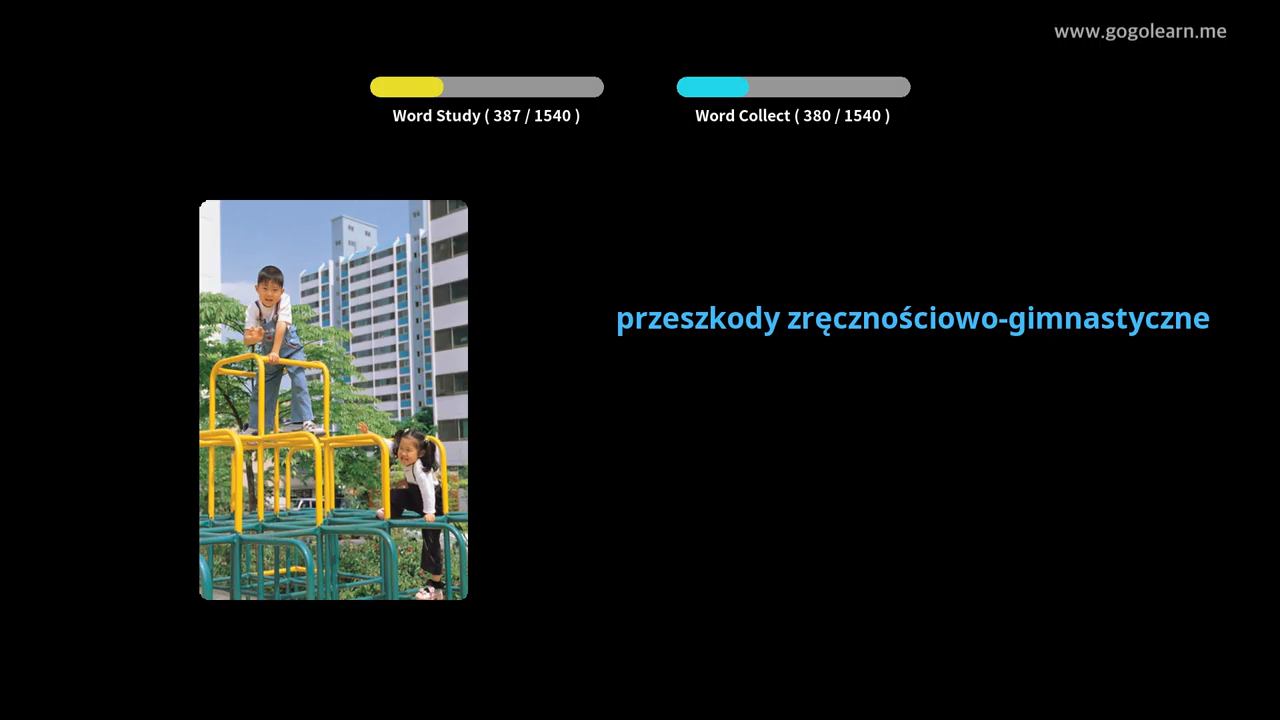 www.gogolearn.me
Word Study ( 387 / 1540 )
Word Collect ( 380 / 1540 )
przeszkody zręcznościowo-gimnastyczne